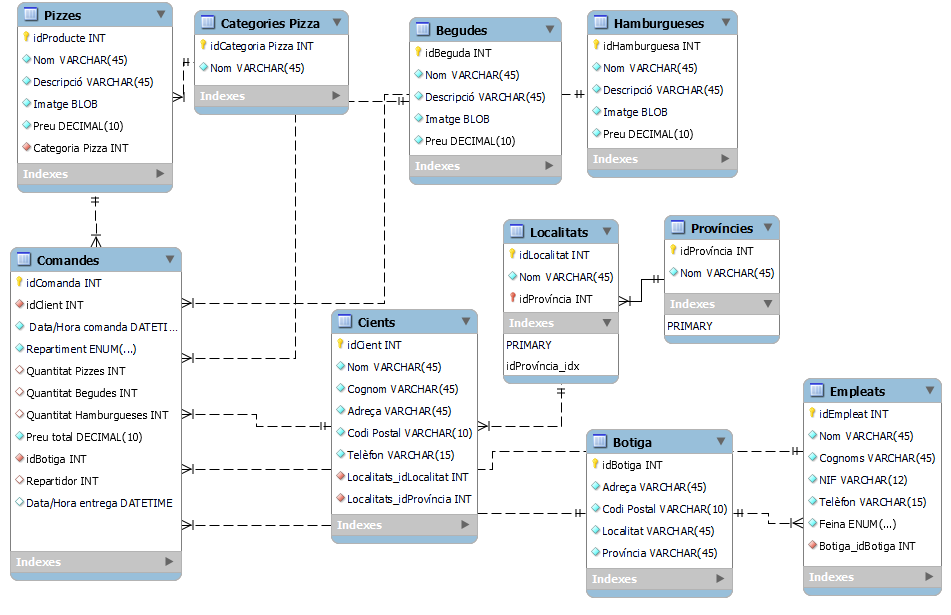 Pizzes
idProducte INT
Nom VARCHAR(45)
Descripció VARCHAR(45)
Imatge BLOB
Preu DECIMAL(10)
Categoria Pizza INT
Indexes
Categories Pizza
idCategoria Pizza INT
Nom VARCHAR(45)
Indexes
Begudes
idBeguda INT
Nom VARCHAR(45)
Descripció VARCHAR(45)
Imatge BLOB
Preu DECIMAL(10)
Indexes
Hamburgueses
idHamburguesa INT
Nom VARCHAR(45)
Descripció VARCHAR(45)
Imatge BLOB
Preu DECIMAL(10)
Indexes
Comandes
idComanda INT
idClient INT
Data/Hora comanda DATETI...
Repartiment ENUM(...)
Quantitat Pizzes INT
Quantitat Begudes INT
Quantitat Hamburgueses INT
Preu total DECIMAL(10)
idBotiga INT
Repartidor INT
Data/Hora entrega DATETIME
Indexes
Cients
idCient INT
Nom VARCHAR(45)
Cognom VARCHAR(45)
Adreça VARCHAR(45)
Codi Postal VARCHAR(10)
Telèfon VARCHAR(15)
Localitats_idLocalitat INT
Localitats_idProvíncia INT
Indexes
Localitats
idLocalitat INT
Nom VARCHAR(45)
idProvíncia INT
Indexes
PRIMARY
idProvíncia_idx
Províncies
idProvíncia INT
Nom VARCHAR(45)
Indexes
PRIMARY
Botiga
idBotiga INT
Adreça VARCHAR(45)
Codi Postal VARCHAR(10)
Localitat VARCHAR(45)
Província VARCHAR(45)
Indexes
Empleats
idEmpleat INT
Nom VARCHAR(45)
Cognoms VARCHAR(45)
NIF VARCHAR(12)
Telèfon VARCHAR(15)
Feina ENUM(...)
Botiga_idBotiga INT
Indexes